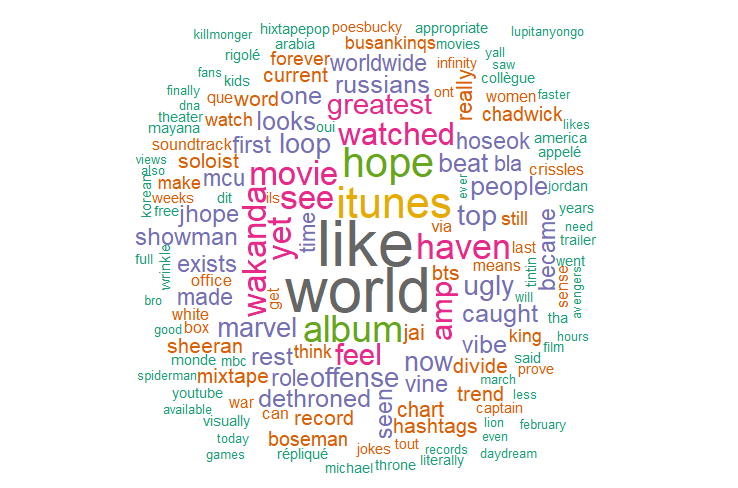 lupitanyongo
hixtapepop
poesbucky
appropriate
killmonger
arabia
busankinqs
movies
yall
rigolé
forever
worldwide
infinity
saw
fans
kids
current
russians
ont
really
collègue
finally
que
word
one
greatest
women
faster
dna
theater
watch
looks
oui
watched
chadwick
likes
mayana
first
loop
hoseok
america
soundtrack
hope
appelé
views
soloist
movie
beat
bla
crissles
also
make
mcu
see
ever
people
jordan
korean
weeks
dit
ils
itunes
free
jhope
wakanda
yet
time
like
via
top
still
years
showman
haven
became
need
trailer
full
wrinkle
exists
bts
means
last
tintin
went
office
get
world
amp
ugly
will
sense
avengers
bro
made
white
caught
tha
good
box
marvel
album
jai
king
hours
sheeran
think
feel
now
vibe
said
film
monde
mbc
rest
divide
prove
spiderman
mixtape
role
offense
vine
march
youtube
trend
less
available
war
dethroned
seen
captain
visually
can
record
chart
lion
february
today
boseman
hashtags
even
games
répliqué
jokes
tout
records
daydream
michael
throne
literally